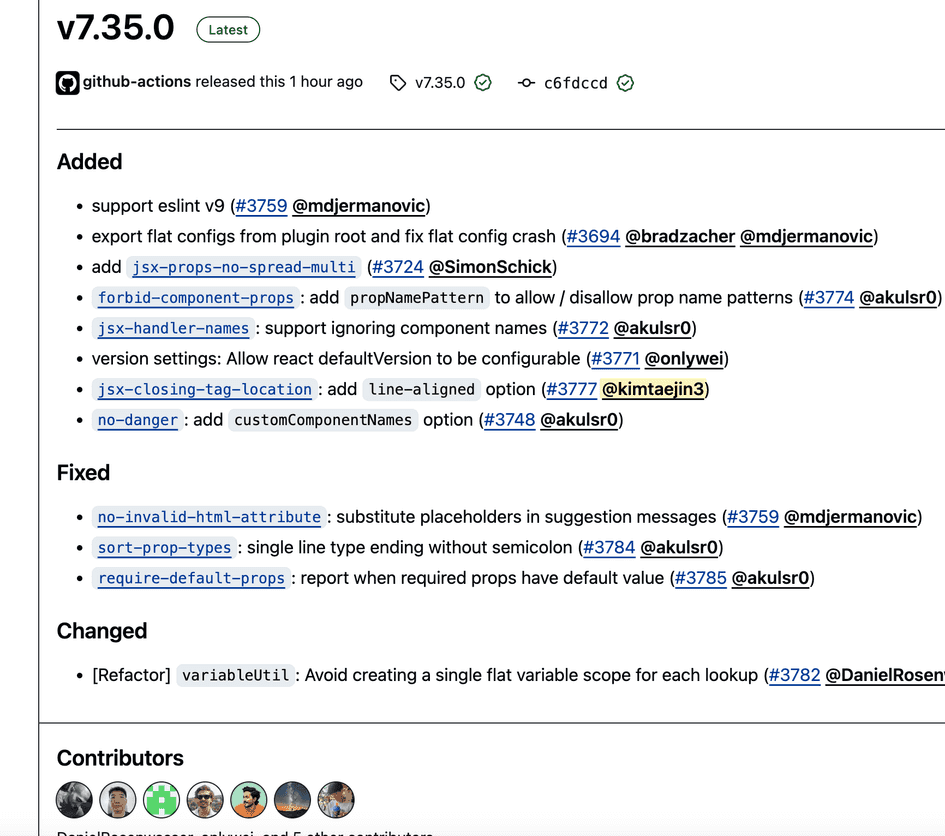 v7.35.0 Latest
github-actions released this 1 hour ago v7.35.0 c6fdccd
Added
• support eslint v9 (#3759 @mdjermanovic)
• export flat configs from plugin root and fix flat config crash (#3694 @bradzacher @mdjermanovic)
• add jsx-props-no-spread-multi (#3724 @SimonSchick)
• forbid-component-props: add propNamePattern to allow / disallow prop name patterns (#3774 @akulsr0)
• jsx-handler-names: support ignoring component names (#3772 @akulsr0)
• version settings: Allow react defaultVersion to be configurable (#3771 @onlywei)
• jsx-closing-tag-location: add line-aligned option (#3777 @kimtaejin3)
• no-danger: add customComponentNames option (#3748 @akulsr0)
Fixed
• no-invalid-html-attribute: substitute placeholders in suggestion messages (#3759 @mdjermanovic)
• sort-prop-types: single line type ending without semicolon (#3784 @akulsr0)
• require-default-props: report when required props have default value (#3785 @akulsr0)
Changed
• [Refactor] variableUtil: Avoid creating a single flat variable scope for each lookup (#3782 @DanielRosen
Contributors
DanielRosenwasser, onlywei, and 5 other contributors